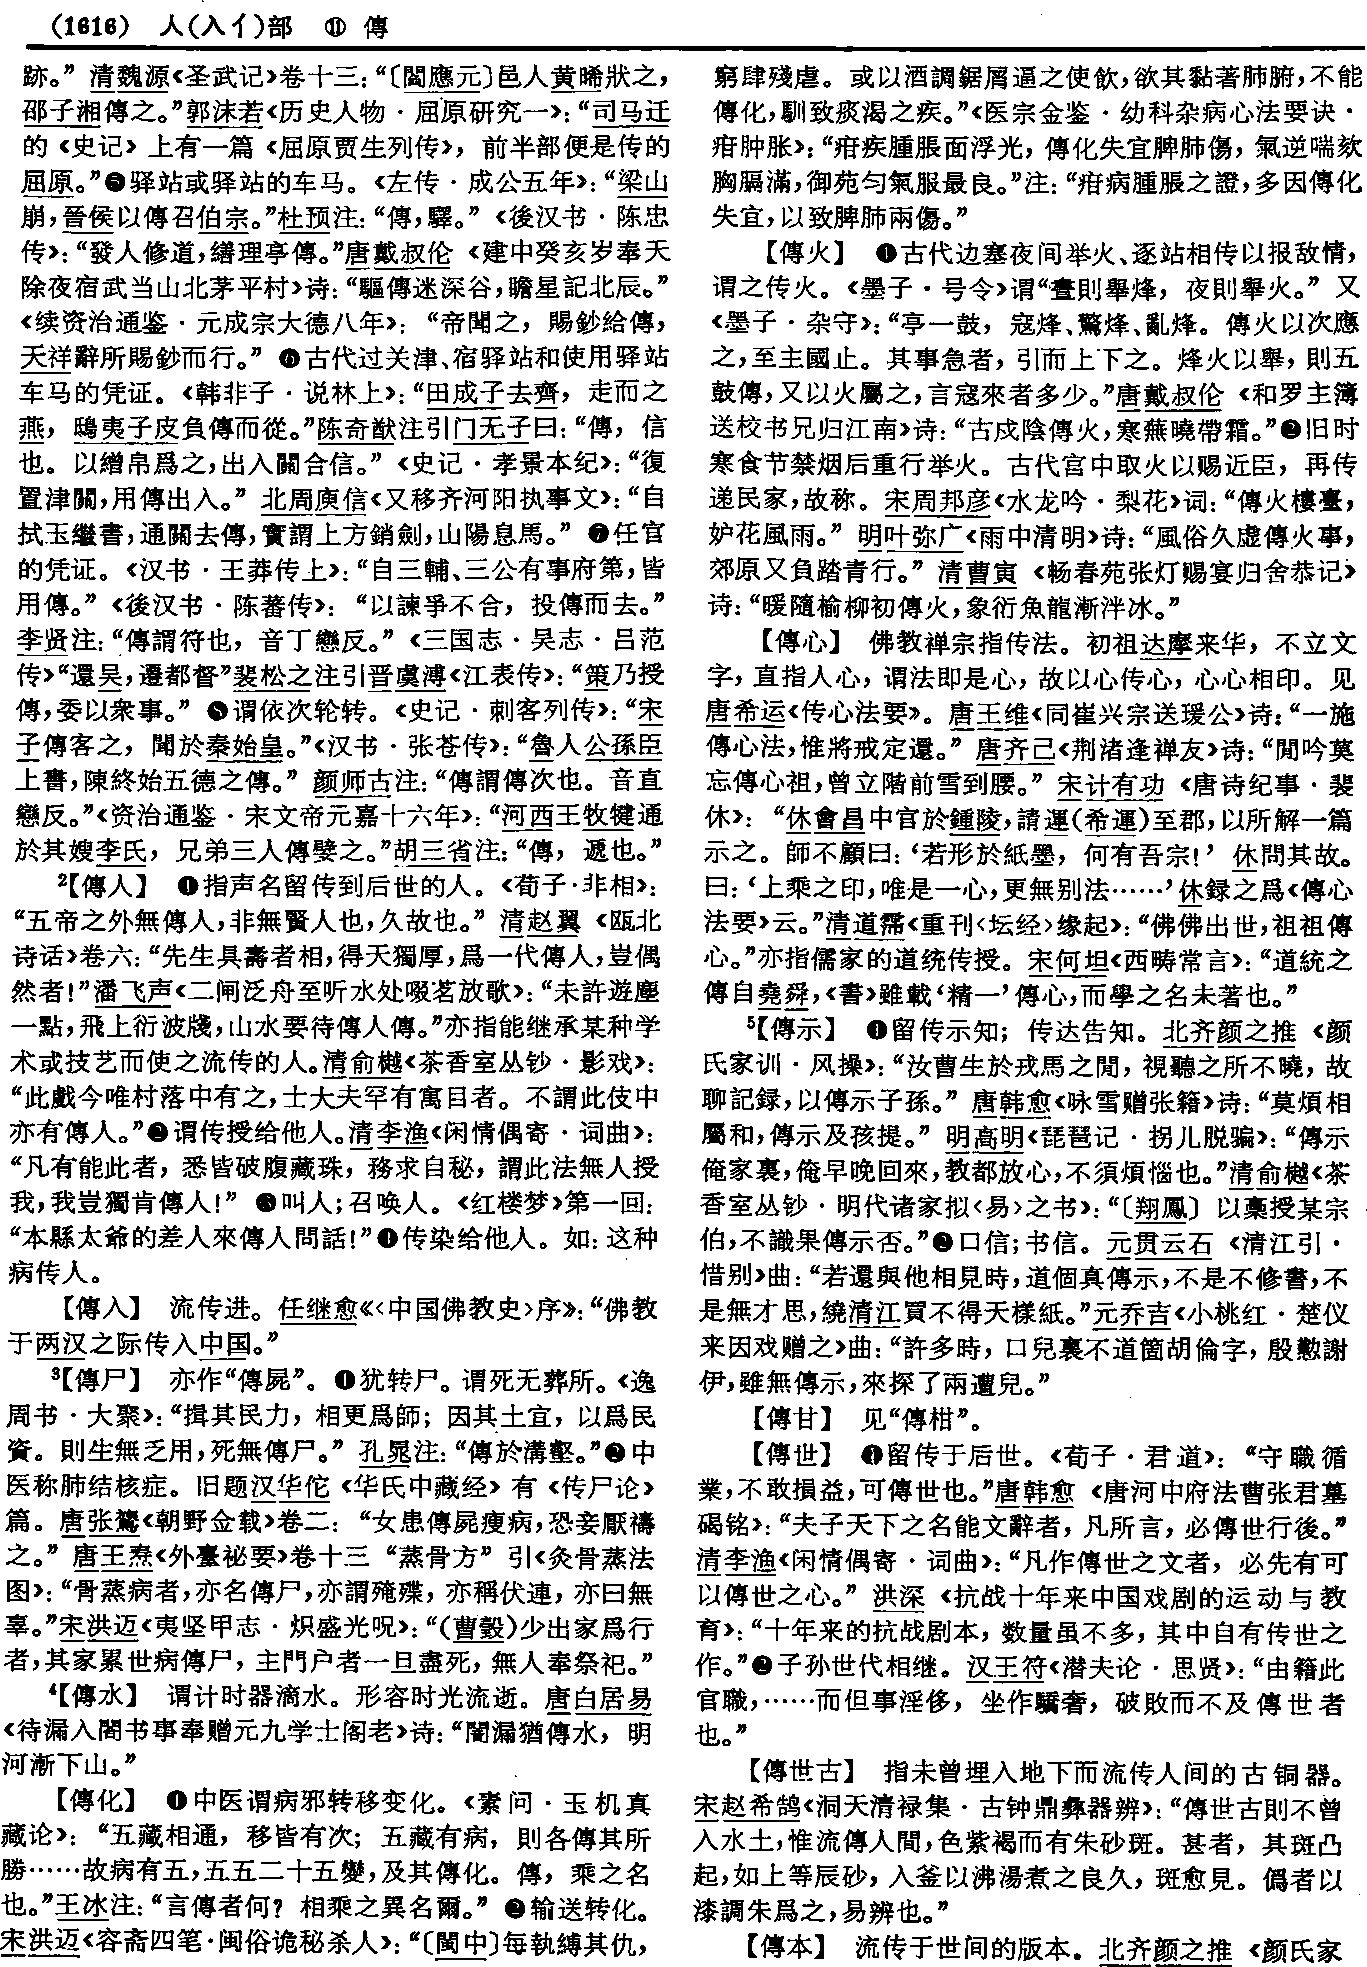 (1616) 人(入亻)部 ⑪ 傳
跡。”清魏源《圣武记》卷十三：“〔閻應元〕邑人黄晞狀之，
邵子湘傳之。”郭沫若《历史人物·屈原研究一》：“司马迁
的《史记》上有一篇《屈原贾生列传》，前半部便是传的
屈原。”❺驿站或驿站的车马。《左传·成公五年》：“梁山
崩，晉侯以傳召伯宗。”杜预注：“傳，驛。”《後汉书·陈忠
传》：“發人修道，繕理亭傳。”唐戴叔伦《建中癸亥岁奉天
除夜宿武当山北茅平村》诗：“驅傳迷深谷，瞻星記北辰。”
《续资治通鉴·元成宗大德八年》：“帝聞之，賜鈔給傳，
天祥辭所賜鈔而行。”❻古代过关津、宿驿站和使用驿站
车马的凭证。《韩非子·说林上》：“田成子去齊，走而之
燕，鴟夷子皮負傳而從。”陈奇猷注引门无子曰：“傳，信
也。以繒帛爲之，出入關合信。”《史记·孝景本纪》：“復
置津關，用傳出入。”北周庾信《又移齐河阳执事文》：“自
拭玉繼書，通關去傳，實謂上方銷劍，山陽息馬。”❼任官
的凭证。《汉书·王莽传上》：“自三輔、三公有事府第，皆
用傳。”《後汉书·陈蕃传》：“以諫爭不合，投傳而去。”
李贤注：“傳謂符也，音丁戀反。”《三国志·吴志·吕范
传》“還吴，遷都督”裴松之注引晋虞溥《江表传》：“策乃授
傳，委以衆事。”❽谓依次轮转。《史记·刺客列传》：“宋
子傳客之，聞於秦始皇。”《汉书·张苍传》：“魯人公孫臣
上書，陳終始五德之傳。”颜师古注：“傳謂傳次也。音直
戀反。”《资治通鉴·宋文帝元嘉十六年》：“河西王牧犍通
於其嫂李氏，兄弟三人傳嬖之。”胡三省注：“傳，遞也。”
²【傳人】 ❶指声名留传到后世的人。《荀子·非相》：
“五帝之外無傳人，非無賢人也，久故也。”清赵翼《瓯北
诗话》卷六：“先生具壽者相，得天獨厚，爲一代傳人，豈偶
然者！”潘飞声《二闸泛舟至听水处啜茗放歌》：“未許遊塵
一點，飛上衍波牋，山水要待傳人傳。”亦指能继承某种学
术或技艺而使之流传的人。清俞樾《茶香室丛钞·影戏》：
“此戲今唯村落中有之，士大夫罕有寓目者。不謂此伎中
亦有傳人。”❷谓传授给他人。清李渔《闲情偶寄·词曲》：
“凡有能此者，悉皆破腹藏珠，務求自秘，謂此法無人授
我，我豈獨肯傳人！”❸叫人；召唤人。《红楼梦》第一回：
“本縣太爺的差人來傳人問話！”❹传染给他人。如：这种
病传人。
【傳入】 流传进。任继愈《〈中国佛教史〉序》：“佛教
于两汉之际传入中国。”
³【傳尸】 亦作“傳屍”。❶犹转尸。谓死无葬所。《逸
周书·大聚》：“揖其民力，相更爲師；因其土宜，以爲民
資。則生無乏用，死無傳尸。”孔晁注：“傳於溝壑。”❷中
医称肺结核症。旧题汉华佗《华氏中藏经》有《传尸论》
篇。唐张鷟《朝野佥载》卷二：“女患傳屍瘦病，恐妾厭禱
之。”唐王焘《外臺祕要》卷十三“蒸骨方”引《灸骨蒸法
图》：“骨蒸病者，亦名傳尸，亦謂殗殜，亦稱伏連，亦曰無
辜。”宋洪迈《夷坚甲志·炽盛光呪》：“（曹瑴）少出家爲行
者，其家累世病傳尸，主門户者一旦盡死，無人奉祭祀。”
⁴【傳水】 谓计时器滴水。形容时光流逝。唐白居易
《待漏入閤书事奉赠元九学士阁老》诗：“闇漏猶傳水，明
河漸下山。”
【傳化】 ❶中医谓病邪转移变化。《素问·玉机真
藏论》：“五藏相通，移皆有次；五藏有病，則各傳其所
勝……故病有五，五五二十五變，及其傳化。傳，乘之名
也。”王冰注：“言傳者何？相乘之異名爾。”❷输送转化。
宋洪迈《容斋四笔·闽俗诡秘杀人》：“〔閩中〕每執縛其仇，
窮肆殘虐。或以酒調鋸屑逼之使飲，欲其黏著肺腑，不能
傳化，馴致痰渴之疾。”《医宗金鉴·幼科杂病心法要诀·
疳肿胀》：“疳疾腫脹面浮光，傳化失宜脾肺傷，氣逆喘欬
胸膈滿，御苑匀氣服最良。”注：“疳病腫脹之證，多因傳化
失宜，以致脾肺兩傷。”
【傳火】 ❶古代边塞夜间举火、逐站相传以报敌情，
谓之传火。《墨子·号令》谓“晝則舉烽，夜則舉火。”又
《墨子·杂守》：“亭一鼓，寇烽、驚烽、亂烽。傳火以次應
之，至主國止。其事急者，引而上下之。烽火以舉，則五
鼓傳，又以火屬之，言寇來者多少。”唐戴叔伦《和罗主簿
送校书兄归江南》诗：“古戍陰傳火，寒蕪曉帶霜。”❷旧时
寒食节禁烟后重行举火。古代宫中取火以赐近臣，再传
递民家，故称。宋周邦彦《水龙吟·梨花》词：“傳火樓臺，
妒花風雨。”明叶弥广《雨中清明》诗：“風俗久虚傳火事，
郊原又負踏青行。”清曹寅《畅春苑张灯赐宴归舍恭记》
诗：“暖隨榆柳初傳火，象衍魚龍漸泮冰。”
【傳心】 佛教禅宗指传法。初祖达摩来华，不立文
字，直指人心，谓法即是心，故以心传心，心心相印。见
唐希运《传心法要》。唐王维《同崔兴宗送瑗公》诗：“一施
傳心法，惟將戒定還。”唐齐己《荆渚逢禅友》诗：“閒吟莫
忘傳心祖，曾立階前雪到腰。”宋计有功《唐诗纪事·裴
休》：“休會昌中官於鍾陵，請運（希運）至郡，以所解一篇
示之。師不顧曰：‘若形於紙墨，何有吾宗！’休問其故。
曰：‘上乘之印，唯是一心，更無别法……’休録之爲《傳心
法要》云。”清道霈《重刊〈坛经〉缘起》：“佛佛出世，祖祖傳
心。”亦指儒家的道统传授。宋何坦《西畴常言》：“道統之
傳自堯舜，《書》雖載‘精一’傳心，而學之名未著也。”
⁵【傳示】 ❶留传示知；传达告知。北齐颜之推《颜
氏家训·风操》：“汝曹生於戎馬之間，視聽之所不曉，故
聊記録，以傳示子孫。”唐韩愈《咏雪赠张籍》诗：“莫煩相
屬和，傳示及孩提。”明高明《琵琶记·拐儿脱骗》：“傳示
俺家裏，俺早晚回來，教都放心，不須煩惱也。”清俞樾《茶
香室丛钞·明代诸家拟〈易〉之书》：“〔翔鳳〕以藁授某宗
伯，不識果傳示否。”❷口信；书信。元贯云石《清江引·
惜别》曲：“若還與他相見時，道個真傳示，不是不修書，不
是無才思，繞清江買不得天樣紙。”元乔吉《小桃红·楚仪
来因戏赠之》曲：“許多時，口兒裏不道箇胡倫字，殷懃謝
伊，雖無傳示，來探了兩遭兒。”
【傳甘】 见“傳柑”。
【傳世】 ❶留传于后世。《荀子·君道》：“守職循
業，不敢損益，可傳世也。”唐韩愈《唐河中府法曹张君墓
碣铭》：“夫子天下之名能文辭者，凡所言，必傳世行後。”
清李渔《闲情偶寄·词曲》：“凡作傳世之文者，必先有可
以傳世之心。”洪深《抗战十年来中国戏剧的运动与教
育》：“十年来的抗战剧本，数量虽不多，其中自有传世之
作。”❷子孙世代相继。汉王符《潜夫论·思贤》：“由籍此
官職，……而但事淫侈，坐作驕奢，破敗而不及傳世者
也。”
【傳世古】 指未曾埋入地下而流传人间的古铜器。
宋赵希鹄《洞天清禄集·古钟鼎彝器辨》：“傳世古則不曾
入水土，惟流傳人間，色紫褐而有朱砂斑。甚者，其斑凸
起，如上等辰砂，入釜以沸湯煮之良久，斑愈見。僞者以
漆調朱爲之，易辨也。”
【傳本】 流传于世间的版本。北齐颜之推《颜氏家